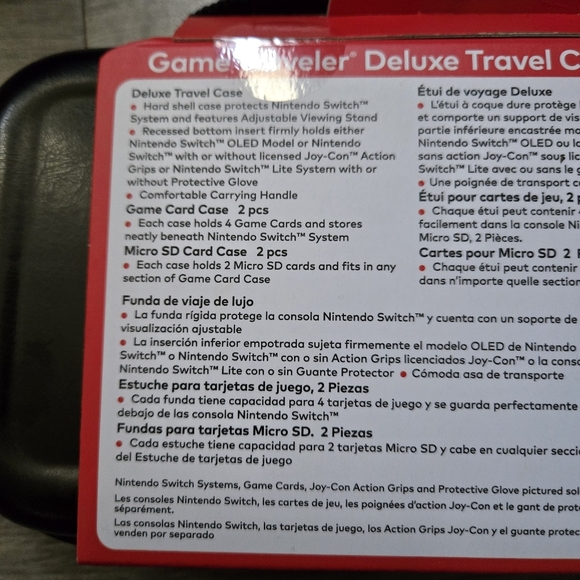 Game Traveler® Deluxe Travel C
Deluxe Travel Case
• Hard shell case protects Nintendo Switch™
System and features Adjustable Viewing Stand
• Recessed bottom insert firmly holds either
Nintendo Switch™ OLED Model or Nintendo
Switch™ with or without licensed Joy-Con™ Action
Grips or Nintendo Switch™ Lite System with or
without Protective Glove
• Comfortable Carrying Handle
Game Card Case 2 pcs
• Each case holds 4 Game Cards and stores
neatly beneath Nintendo Switch™ System
Micro SD Card Case 2 pcs
• Each case holds 2 Micro SD cards and fits in any
section of Game Card Case
Étui de voyage Deluxe
• L'étui à coque dure protège l
et comporte un support de vis
partie inférieure encastrée ma
Nintendo Switch™ OLED ou la
sans action Joy-Con™ sous lic
Switch™ Lite avec ou sans le g
• Une poignée de transport c
Étui pour cartes de jeu, 2 p
• Chaque étui peut contenir
facilement dans la console Ni
Micro SD, 2 Pièces.
Cartes pour Micro SD 2 P
• Chaque étui peut contenir
dans n'importe quelle section
Funda de viaje de lujo
• La funda rígida protege la consola Nintendo Switch™ y cuenta con un soporte de
visualización ajustable
• La inserción inferior empotrada sujeta firmemente el modelo OLED de Nintendo
Switch™ o Nintendo Switch™ con o sin Action Grips licenciados Joy-Con™ o la conso
Nintendo Switch™ Lite con o sin Guante Protector • Cómoda asa de transporte
Estuche para tarjetas de juego, 2 Piezas
• Cada funda tiene capacidad para 4 tarjetas de juego y se guarda perfectamente
debajo de las consola Nintendo Switch™
Fundas para tarjetas Micro SD. 2 Piezas
• Cada estuche tiene capacidad para 2 tarjetas Micro SD y cabe en cualquier secci
del Estuche de tarjetas de juego
Nintendo Switch Systems, Game Cards, Joy-Con Action Grips and Protective Glove pictured sol
Les consoles Nintendo Switch, les cartes de jeu, les poignées d'action Joy-Con et le gant de prot
séparément.
Las consolas Nintendo Switch, las tarjetas de juego, los Action Grips Joy-Con y el guante protec
venden por separado